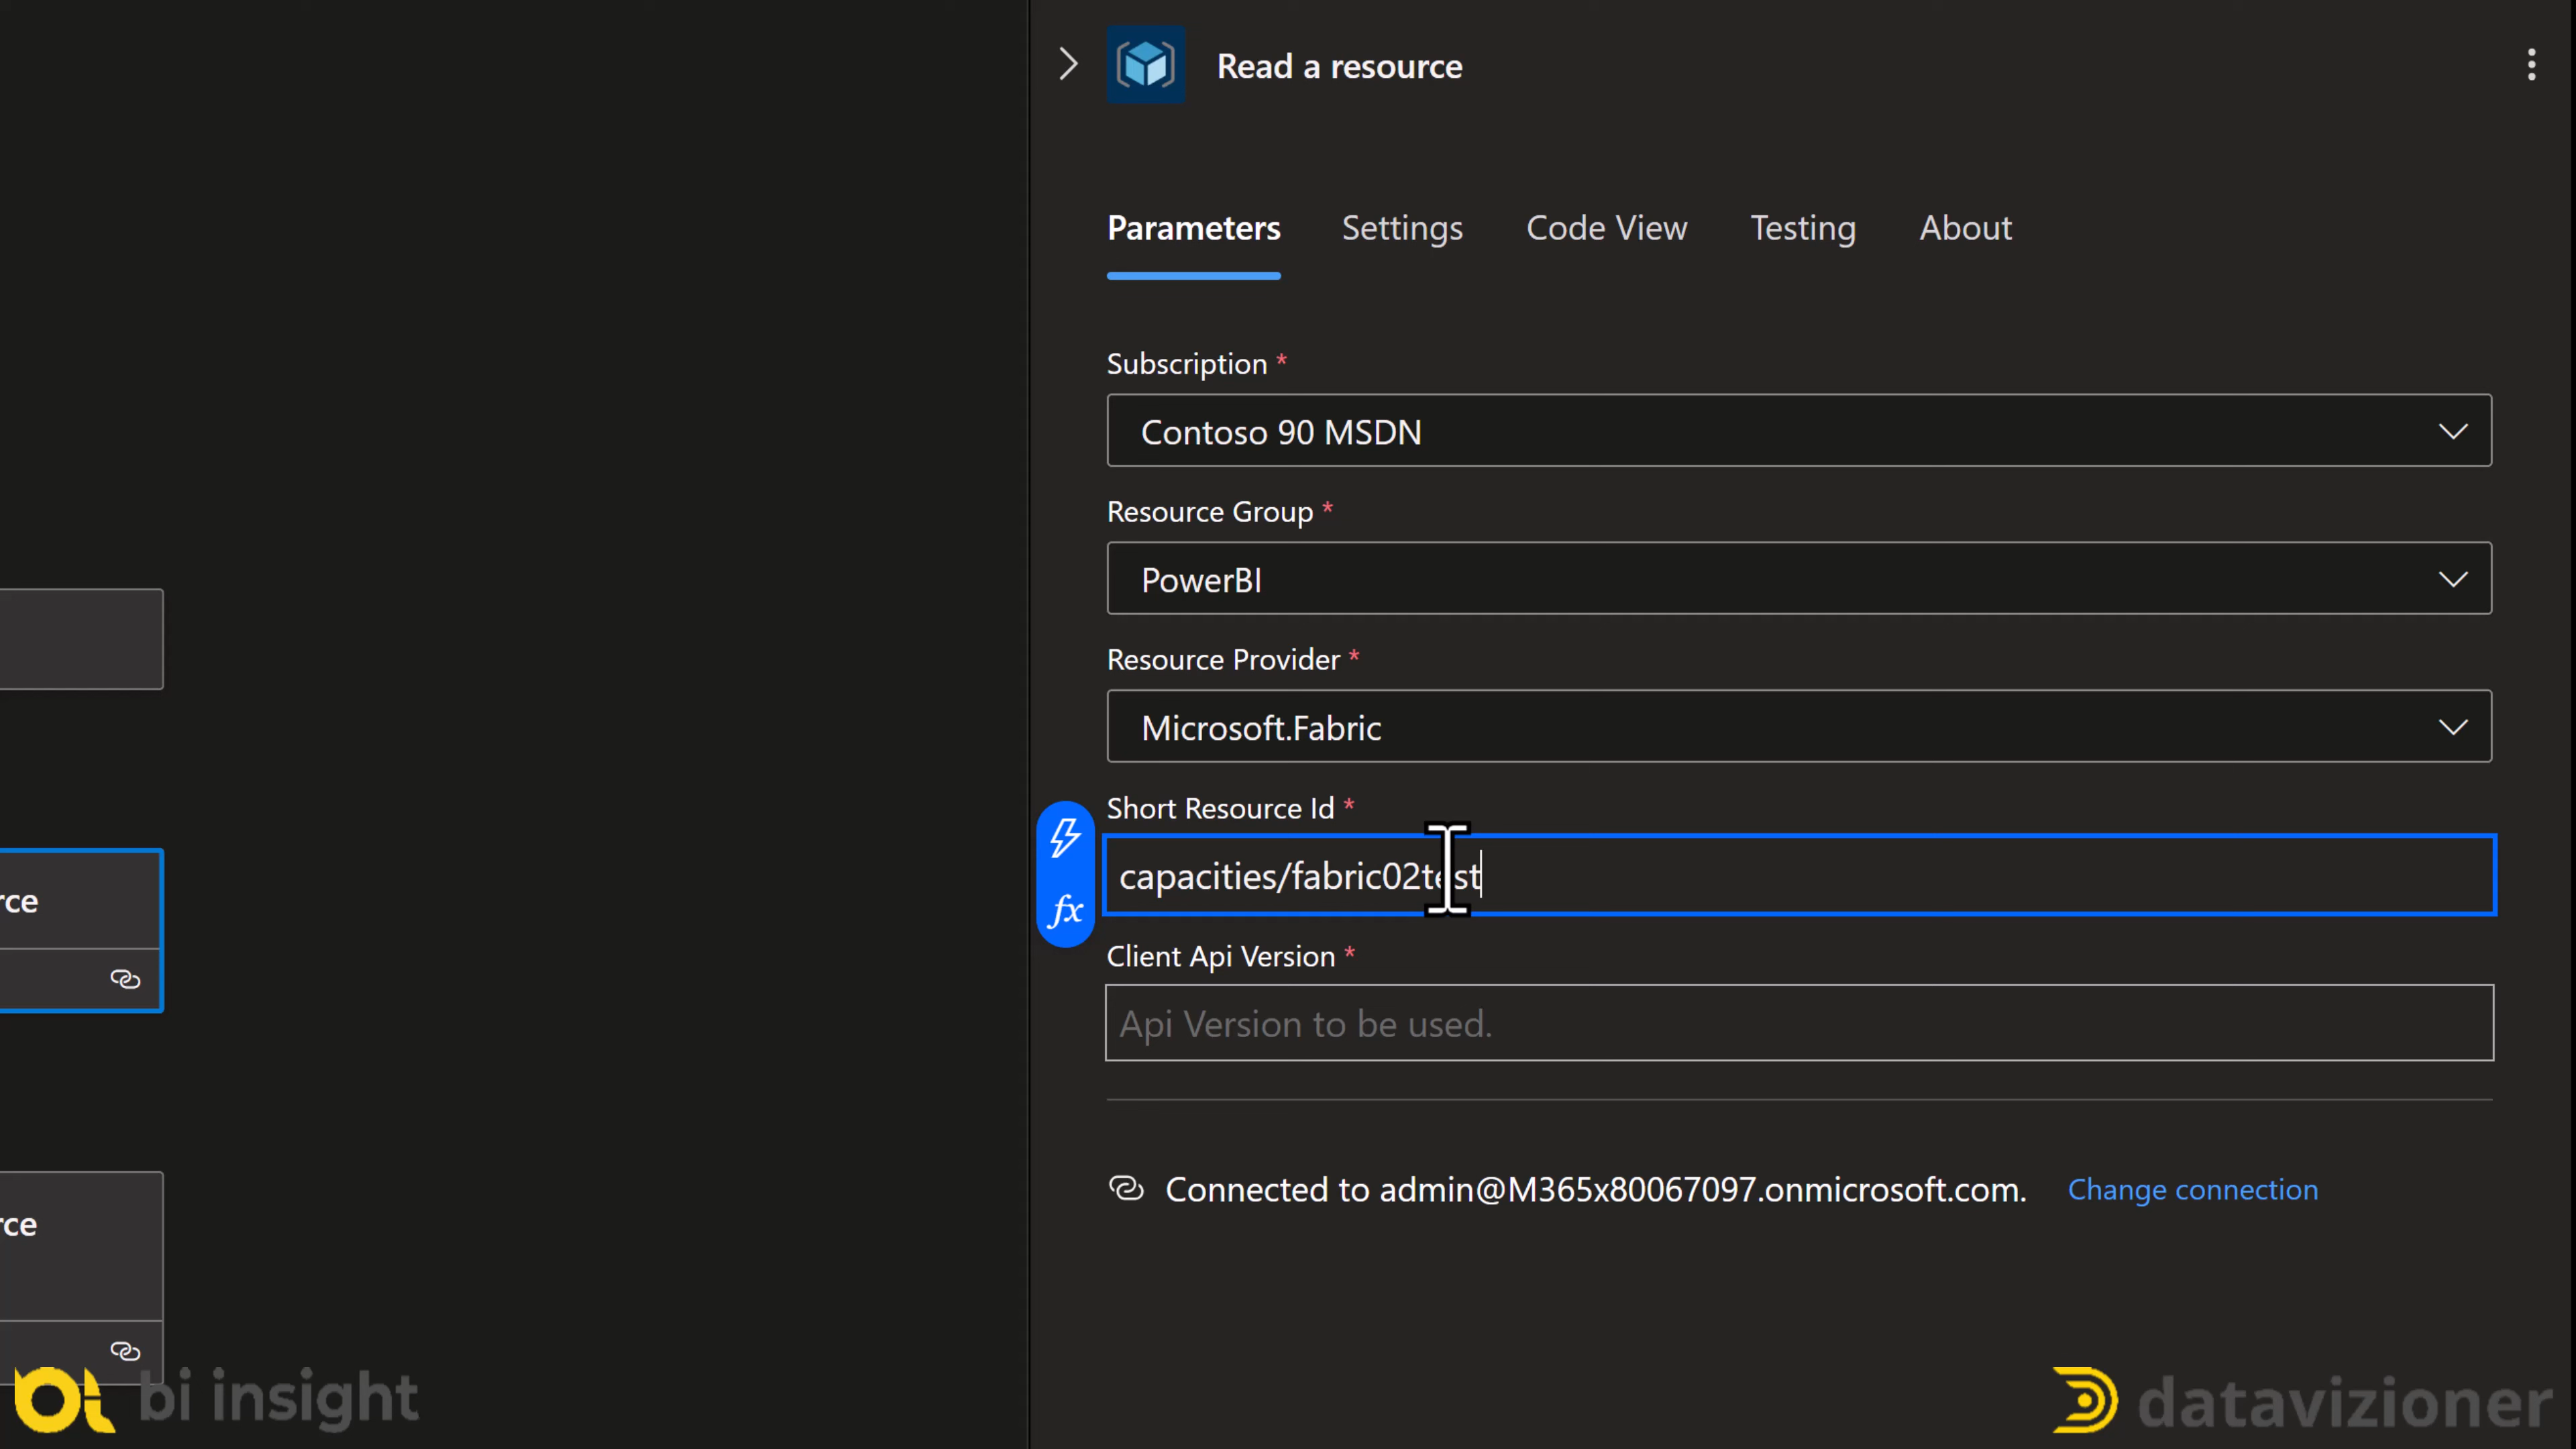 Read a resource
Parameters Settings Code View Testing About
Subscription *
Contoso 90 MSDN
Resource Group *
PowerBI
Resource Provider *
Microsoft.Fabric
Short Resource Id *
capacities/fabric02test
fx
rce
Client Api Version *
Api Version to be used.
Connected to admin@M365x80067097.onmicrosoft.com. Change connection
rce
bi insight
datavizioner